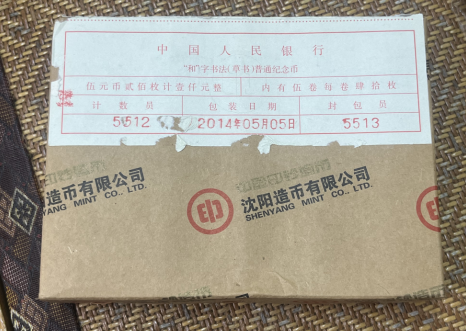 中国人民银行
“和”字书法(草书)普通纪念币
伍元币贰佰枚计壹仟元整 内有伍卷每卷肆拾枚
计数员 包装日期 封包员
5512 2014年05月05日 5513
沈阳造币有限公司
SHENYANG MINT CO., LTD.
造币有限公司
YANG MINT CO., LTD.